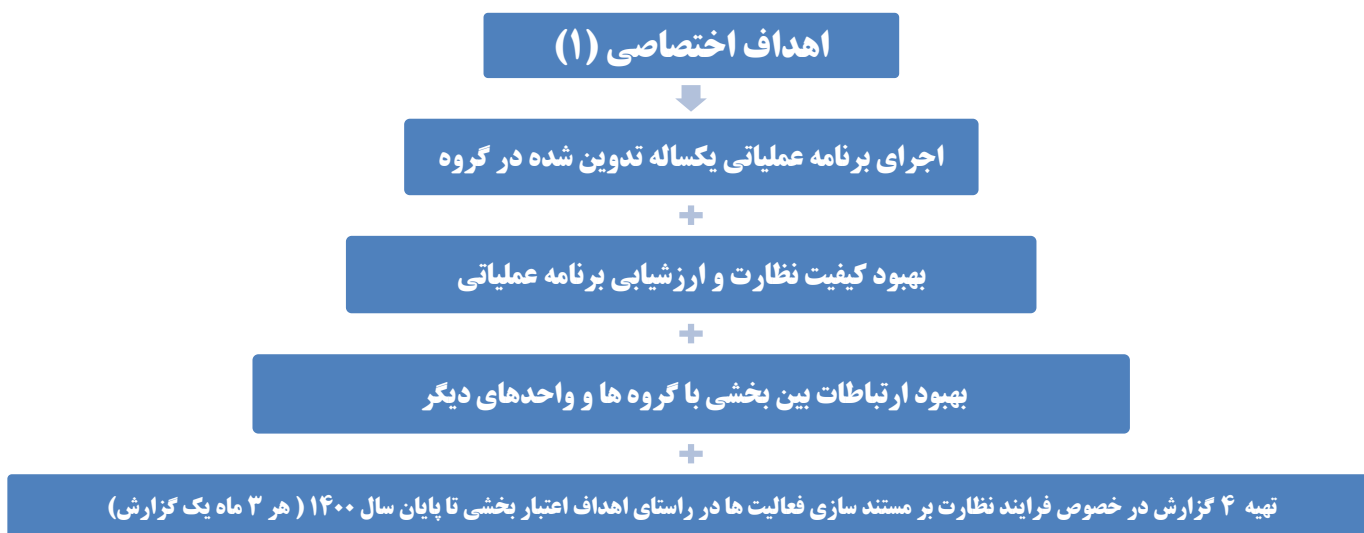 اهداف اختصاصی (۱)
اجرای برنامه عملیاتی یکساله تدوین شده در گروه
بهبود کیفیت نظارت و ارزشیابی برنامه عملیاتی
بهبود ارتباطات بین بخشی با گروه ها و واحدهای دیگر
تهیه ۴ گزارش در خصوص فرایند نظارت بر مستند سازی فعالیت ها در راستای اهداف اعتبار بخشی تا پایان سال ۱۴۰۰ ( هر ۳ ماه یک گزارش)